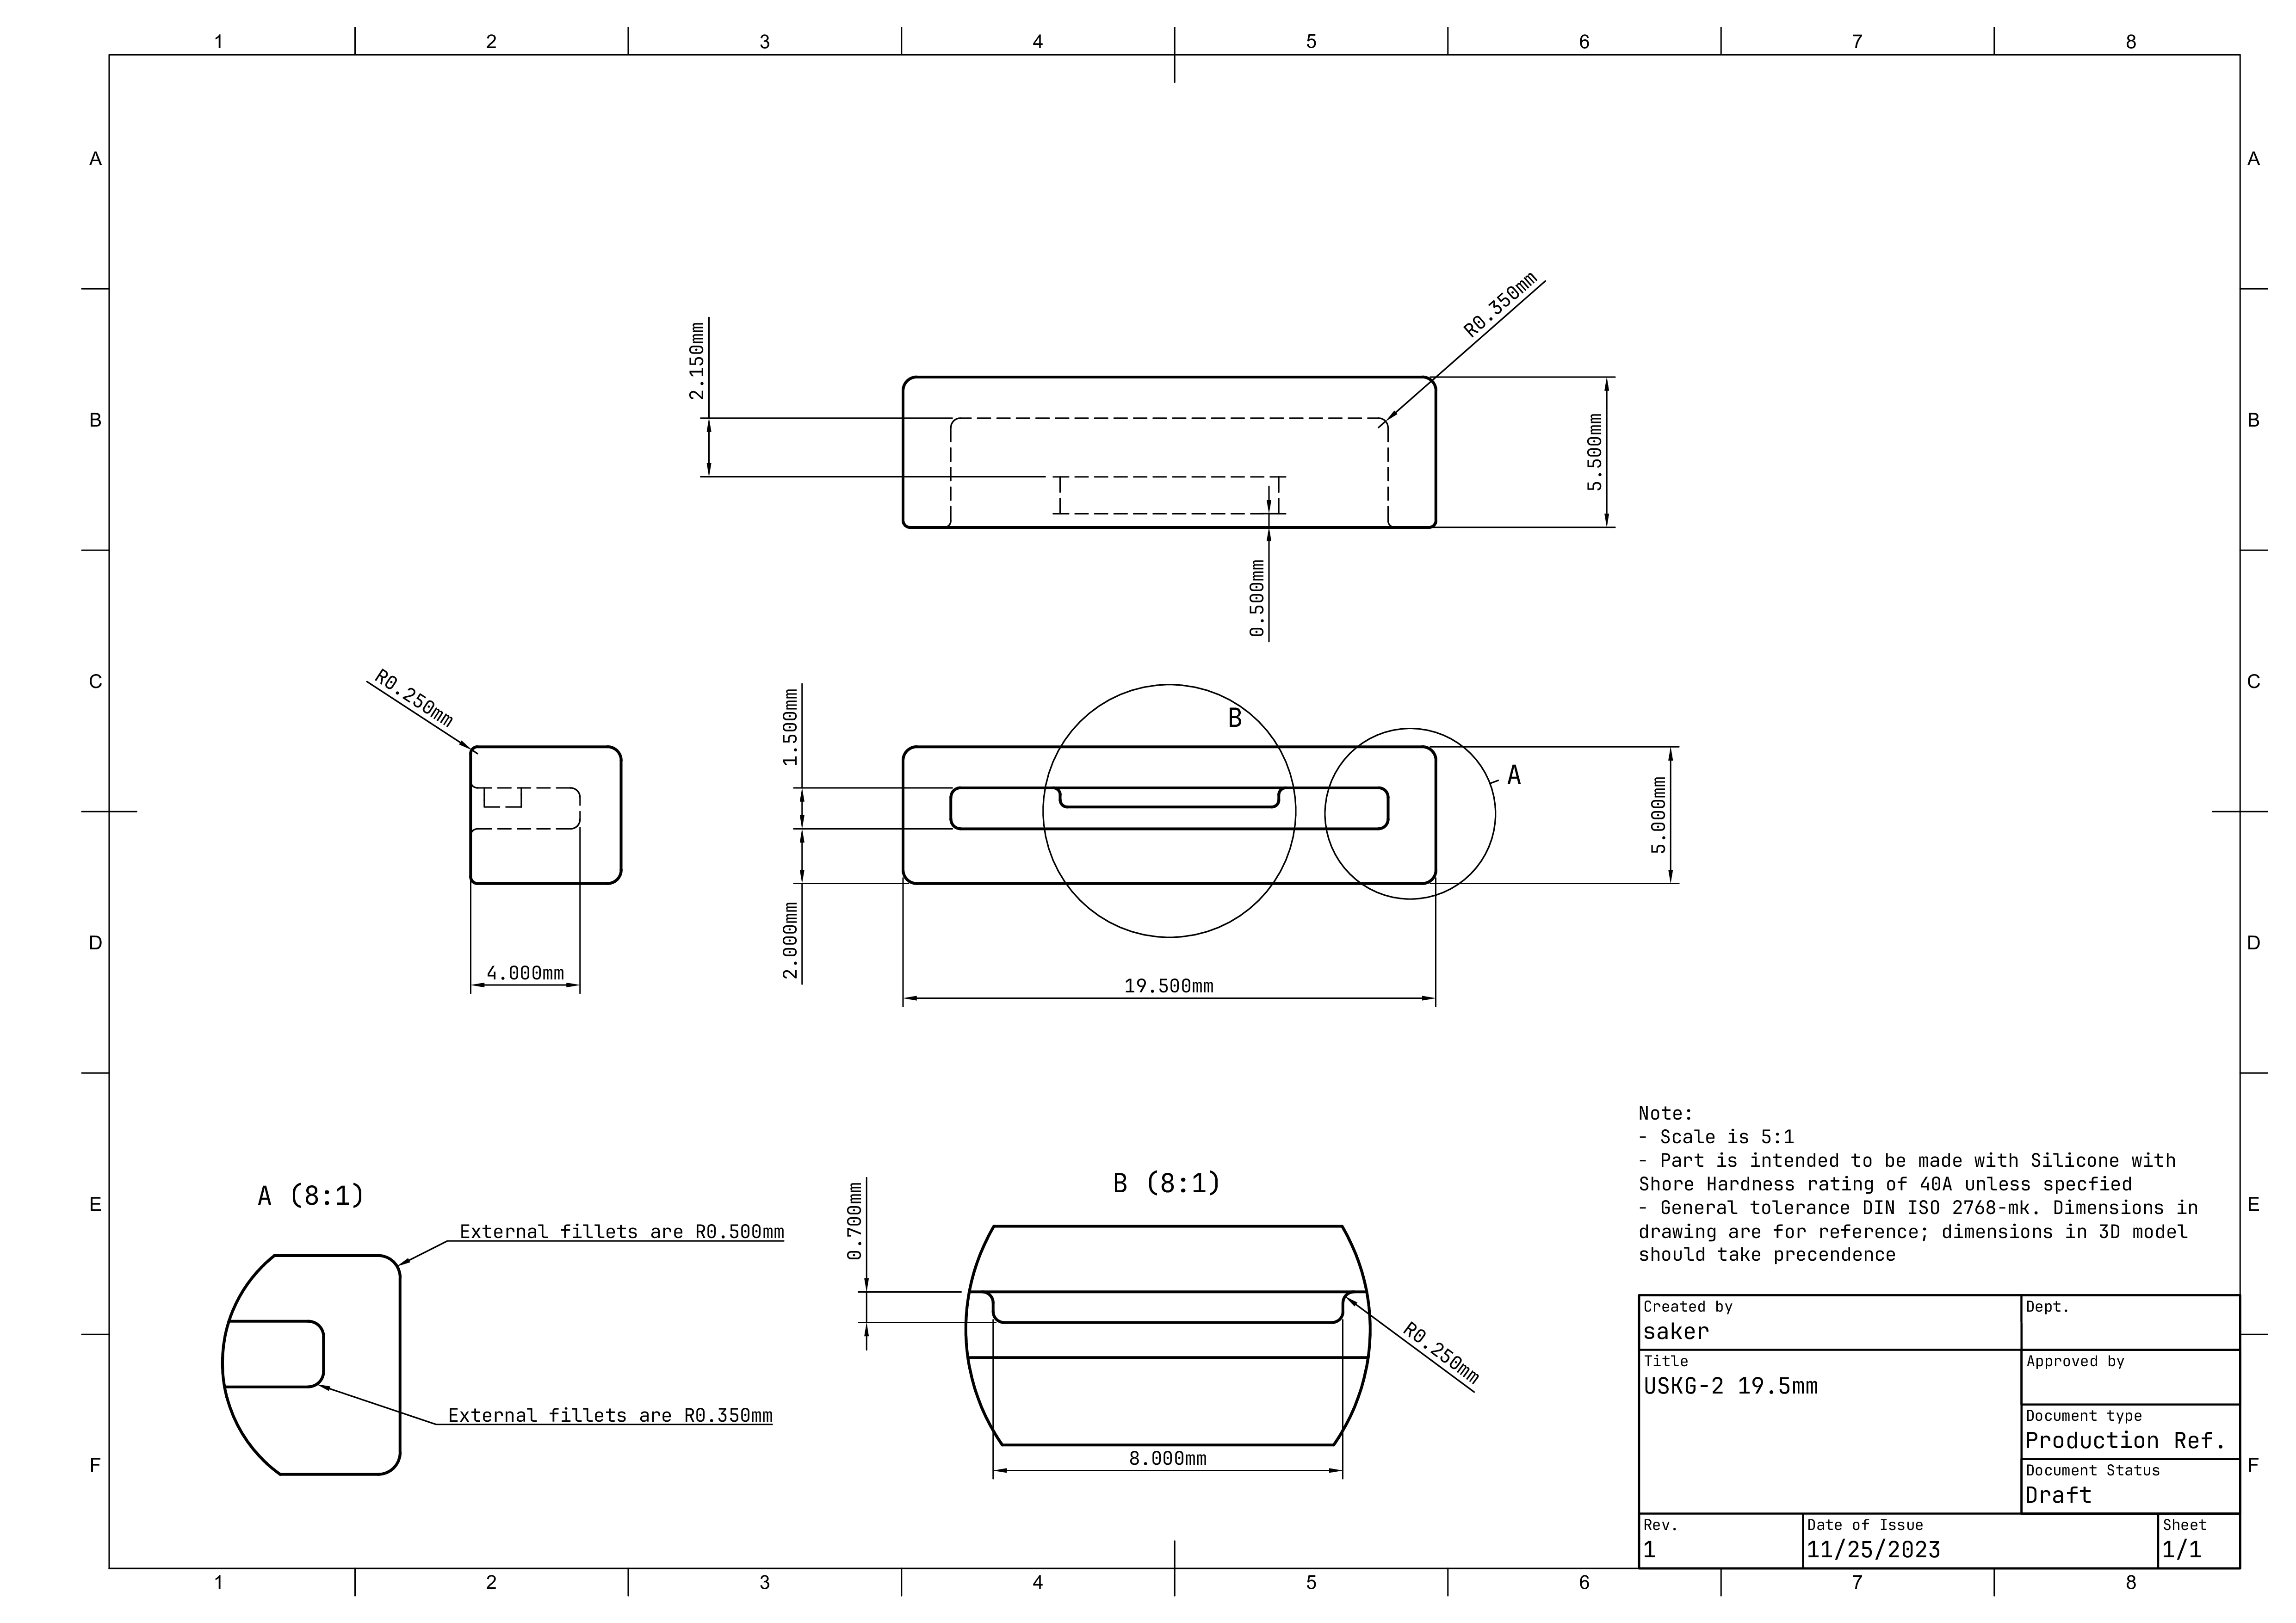 1 2 3 4 5 6 7 8
A A
R0.350mm
2.150mm
B B
5.500mm
0.500mm
R0.250mm
C C
1.500mm
B
A
5.000mm
2.000mm
D D
4.000mm
19.500mm
Note:
- Scale is 5:1
- Part is intended to be made with Silicone with
Shore Hardness rating of 40A unless specfied
- General tolerance DIN ISO 2768-mk. Dimensions in
drawing are for reference; dimensions in 3D model
should take precendence
A (8:1)
B (8:1)
E E
External fillets are R0.500mm
0.700mm
R0.250mm
External fillets are R0.350mm
8.000mm
F F
Created by
saker
Dept.
Title
USKG-2 19.5mm
Approved by
Document type
Production Ref.
Document Status
Draft
Rev.
1
Date of Issue
11/25/2023
Sheet
1/1
1 2 3 4 5 6 7 8